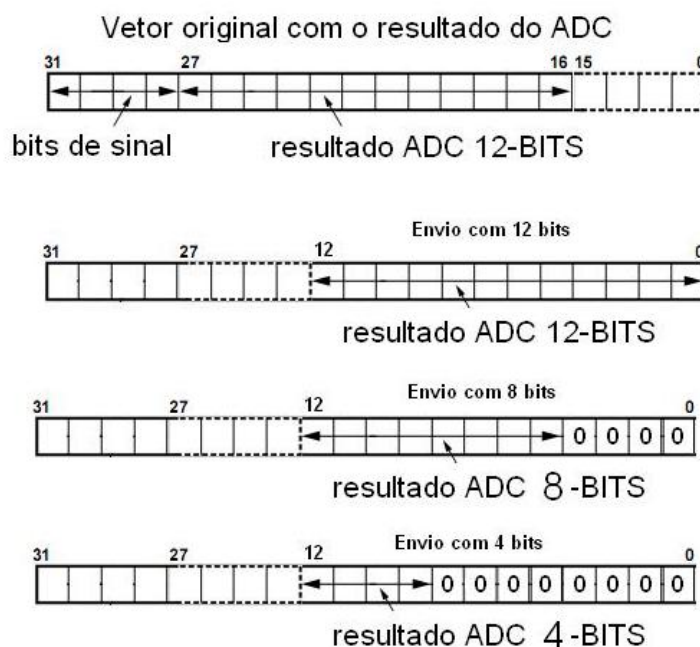 Vetor original com o resultado do ADC
31 27 16 15 0
bits de sinal resultado ADC 12-BITS
Envio com 12 bits
31 27 12 0
resultado ADC 12-BITS
Envio com 8 bits
31 27 12 0
0 0 0 0
resultado ADC 8-BITS
Envio com 4 bits
31 27 12 0
0 0 0 0 0 0 0 0
resultado ADC 4-BITS